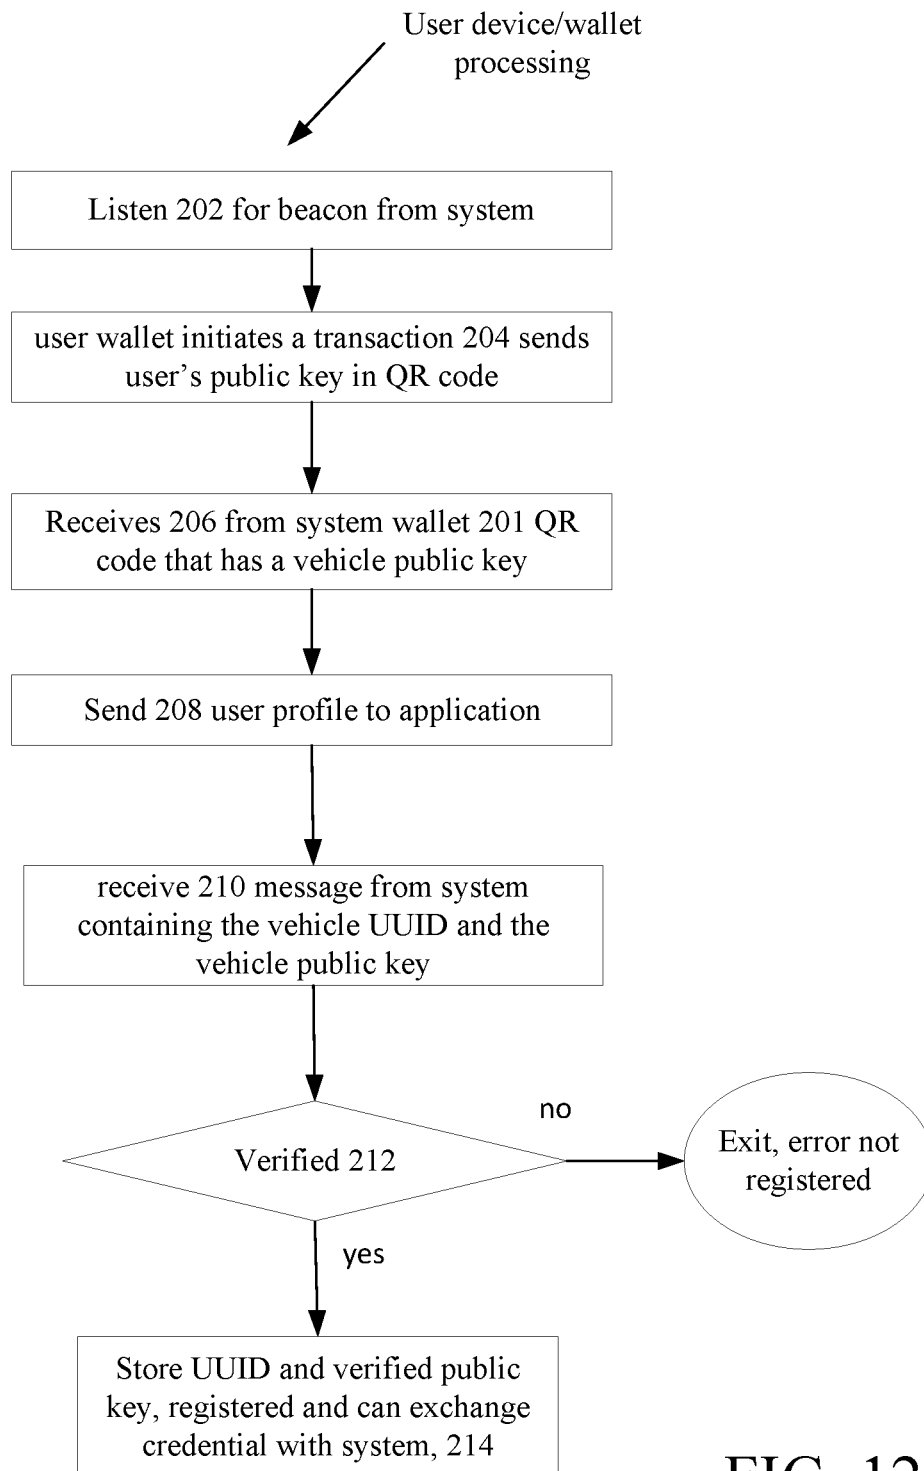 User device/wallet
processing
Listen 202 for beacon from system
user wallet initiates a transaction 204 sends
user’s public key in QR code
Receives 206 from system wallet 201 QR
code that has a vehicle public key
Send 208 user profile to application
receive 210 message from system
containing the vehicle UUID and the
vehicle public key
no
Verified 212
Exit, error not
registered
yes
Store UUID and verified public
key, registered and can exchange
credential with system, 214
FIG. 12